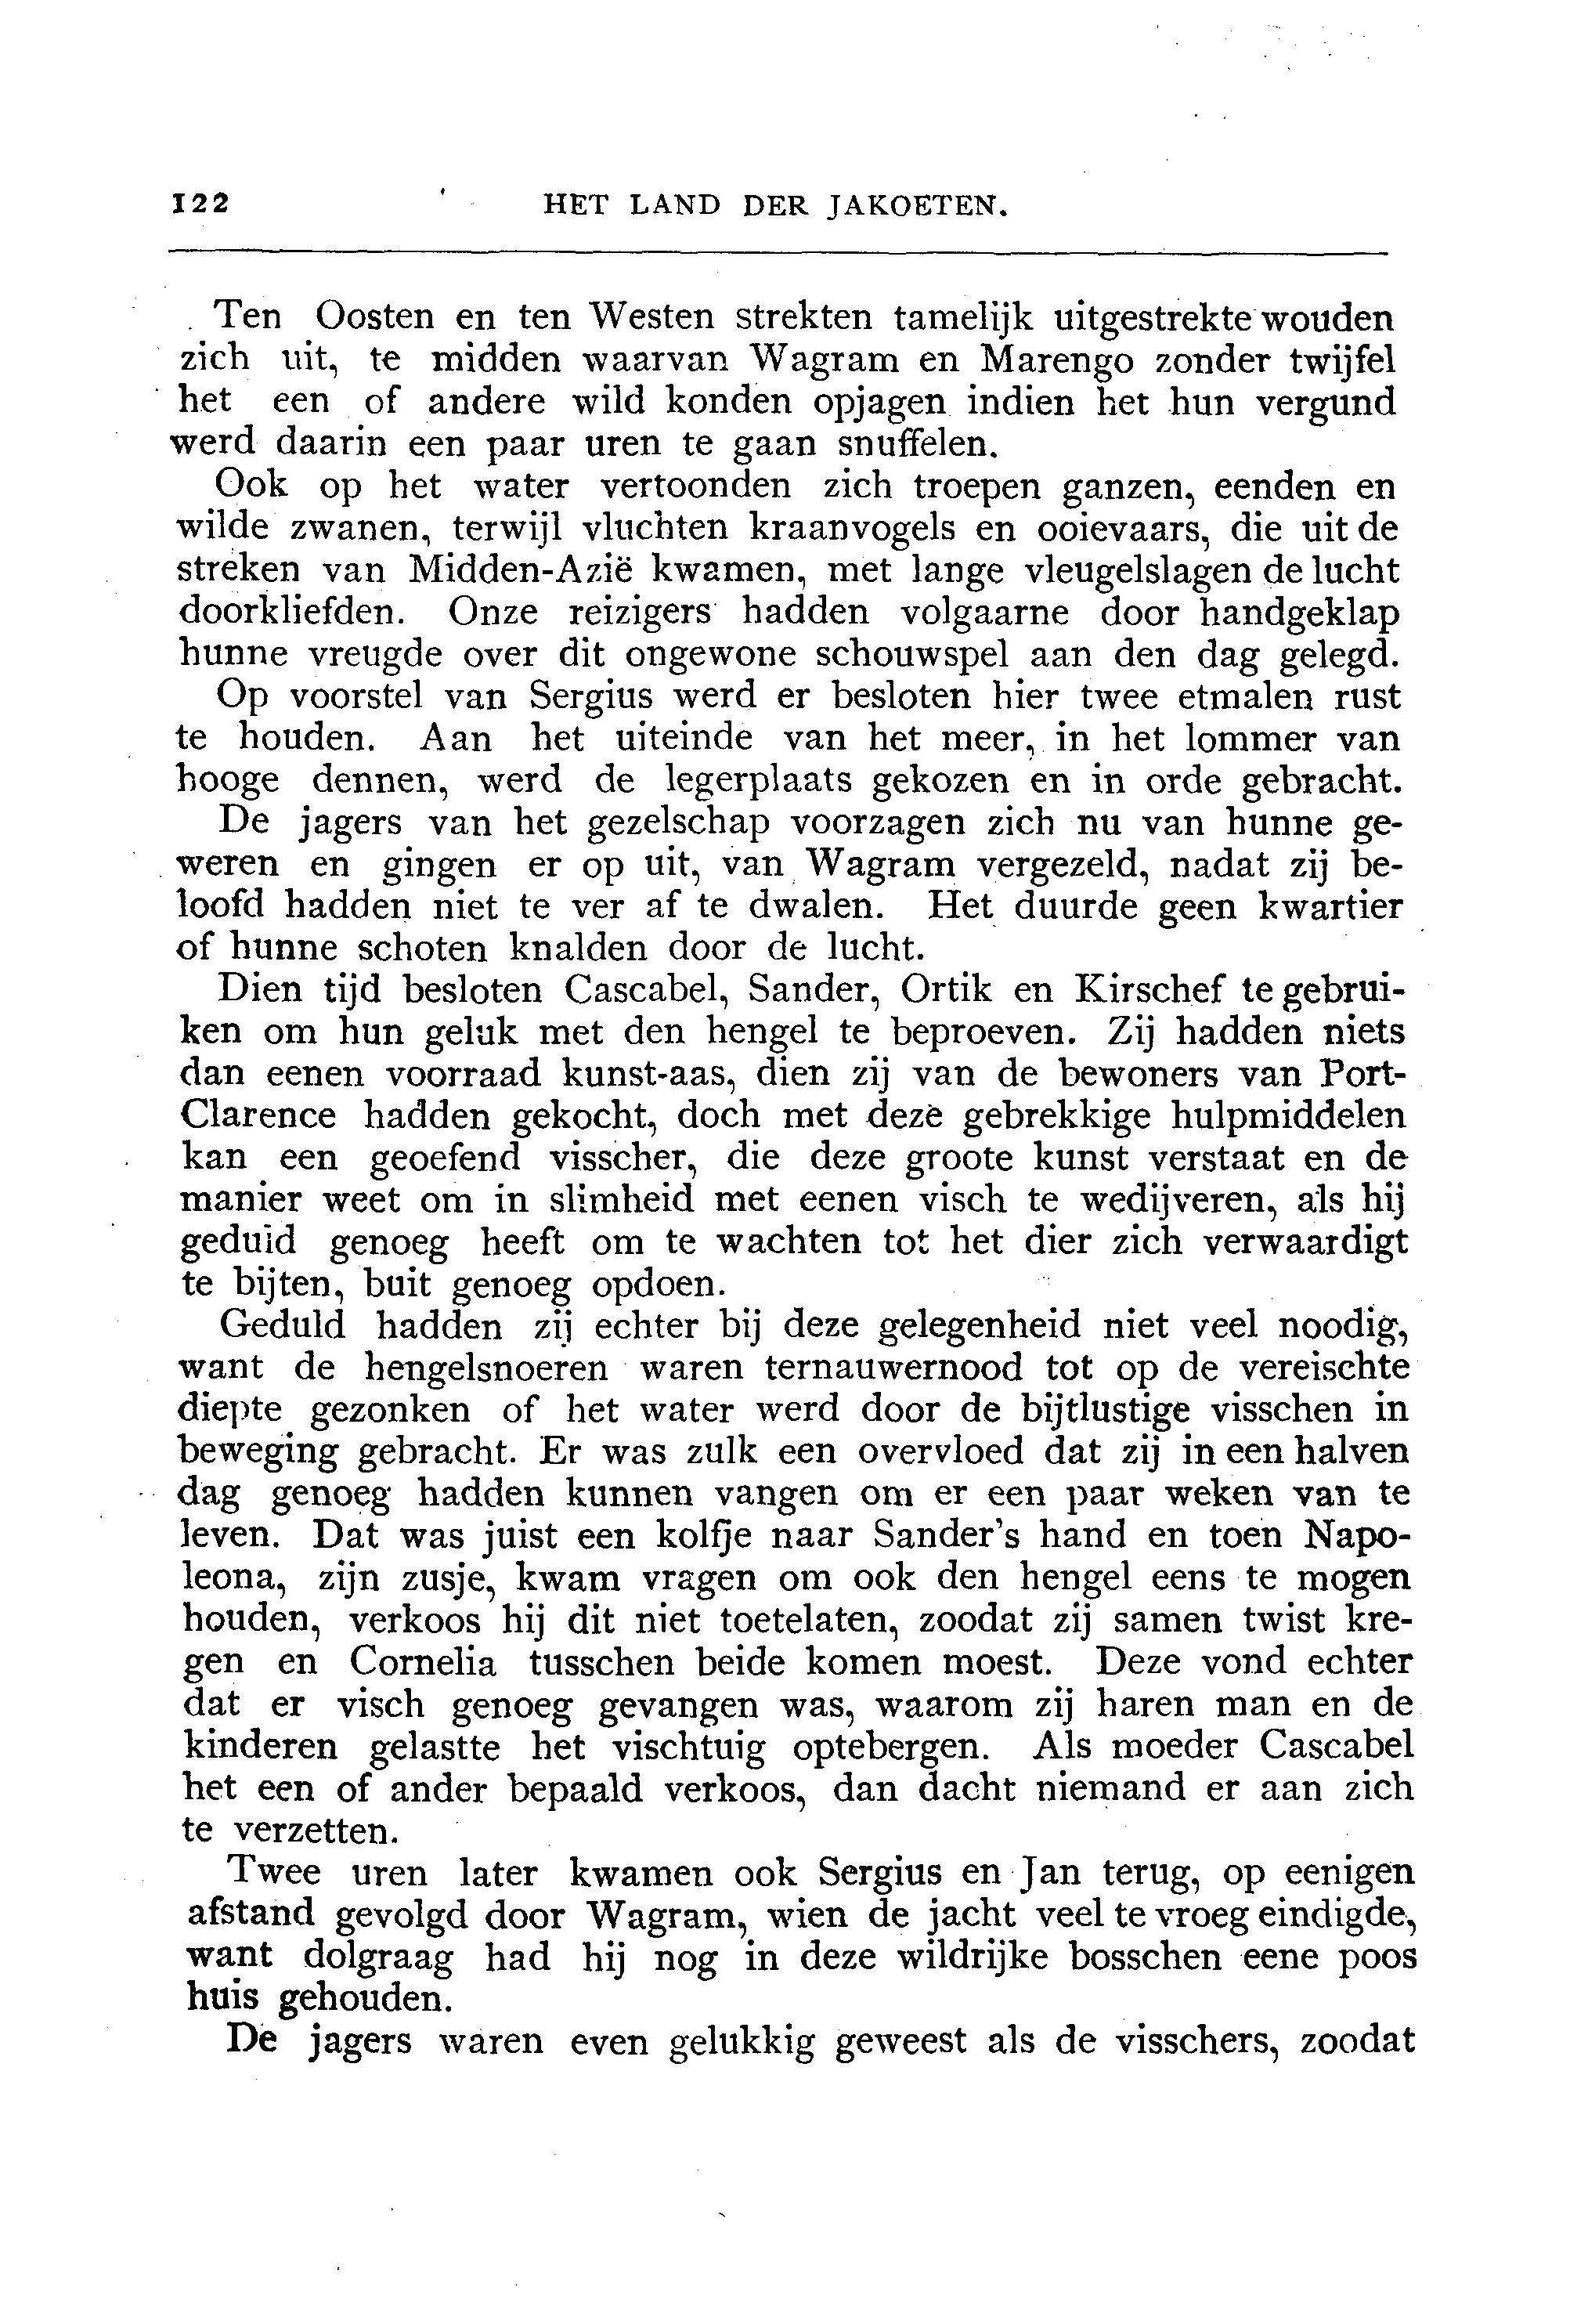 122 HET LAND DER JAKOETEN.
Ten Oosten en ten Westen strekten tamelijk uitgestrekte wouden
zich uit, te midden waarvan Wagram en Marengo zonder twijfel
het een of andere wild konden opjagen indien het hun vergund
werd daarin een paar uren te gaan snuffelen.
Ook op het water vertoonden zich troepen ganzen, eenden en
wilde zwanen, terwijl vluchten kraanvogels en ooievaars, die uit de
streken van Midden-Azië kwamen, met lange vleugelslagen de lucht
doorkliefden. Onze reizigers hadden volgaarne door handgeklap
hunne vreugde over dit ongewone schouwspel aan den dag gelegd.
Op voorstel van Sergius werd er besloten hier twee etmalen rust
te houden. Aan het uiteinde van het meer, in het lommer van
hooge dennen, werd de legerplaats gekozen en in orde gebracht.
De jagers van het gezelschap voorzagen zich nu van hunne ge-
weren en gingen er op uit, van Wagram vergezeld, nadat zij be-
loofd hadden niet te ver af te dwalen. Het duurde geen kwartier
of hunne schoten knalden door de lucht.
Dien tijd besloten Cascabel, Sander, Ortik en Kirschef te gebrui-
ken om hun geluk met den hengel te beproeven. Zij hadden niets
dan eenen voorraad kunst-aas, dien zij van de bewoners van Port-
Clarence hadden gekocht, doch met deze gebrekkige hulpmiddelen
kan een geoefend visscher, die deze groote kunst verstaat en de
manier weet om in slimheid met eenen visch te wedijveren, als hij
geduld genoeg heeft om te wachten tot het dier zich verwaardigt
te bijten, buit genoeg opdoen.
Geduld hadden zij echter bij deze gelegenheid niet veel noodig,
want de hengelsnoeren waren ternauwernood tot op de vereischte
diepte gezonken of het water werd door de bijtlustige visschen in
beweging gebracht. Er was zulk een overvloed dat zij in een halven
dag genoeg hadden kunnen vangen om er een paar weken van te
leven. Dat was juist een kolfje naar Sander's hand en toen Napo-
leona, zijn zusje, kwam vragen om ook den hengel eens te mogen
houden, verkoos hij dit niet toetelaten, zoodat zij samen twist kre-
gen en Cornelia tusschen beide komen moest. Deze vond echter
dat er visch genoeg gevangen was, waarom zij haren man en de
kinderen gelastte het vischtuig optebergen. Als moeder Cascabel
het een of ander bepaald verkoos, dan dacht niemand er aan zich
te verzetten.
Twee uren later kwamen ook Sergius en Jan terug, op eenigen
afstand gevolgd door Wagram, wien de jacht veel te vroeg eindigde,
want dolgraag had hij nog in deze wildrijke bosschen eene poos
huis gehouden.
De jagers waren even gelukkig geweest als de visschers, zoodat